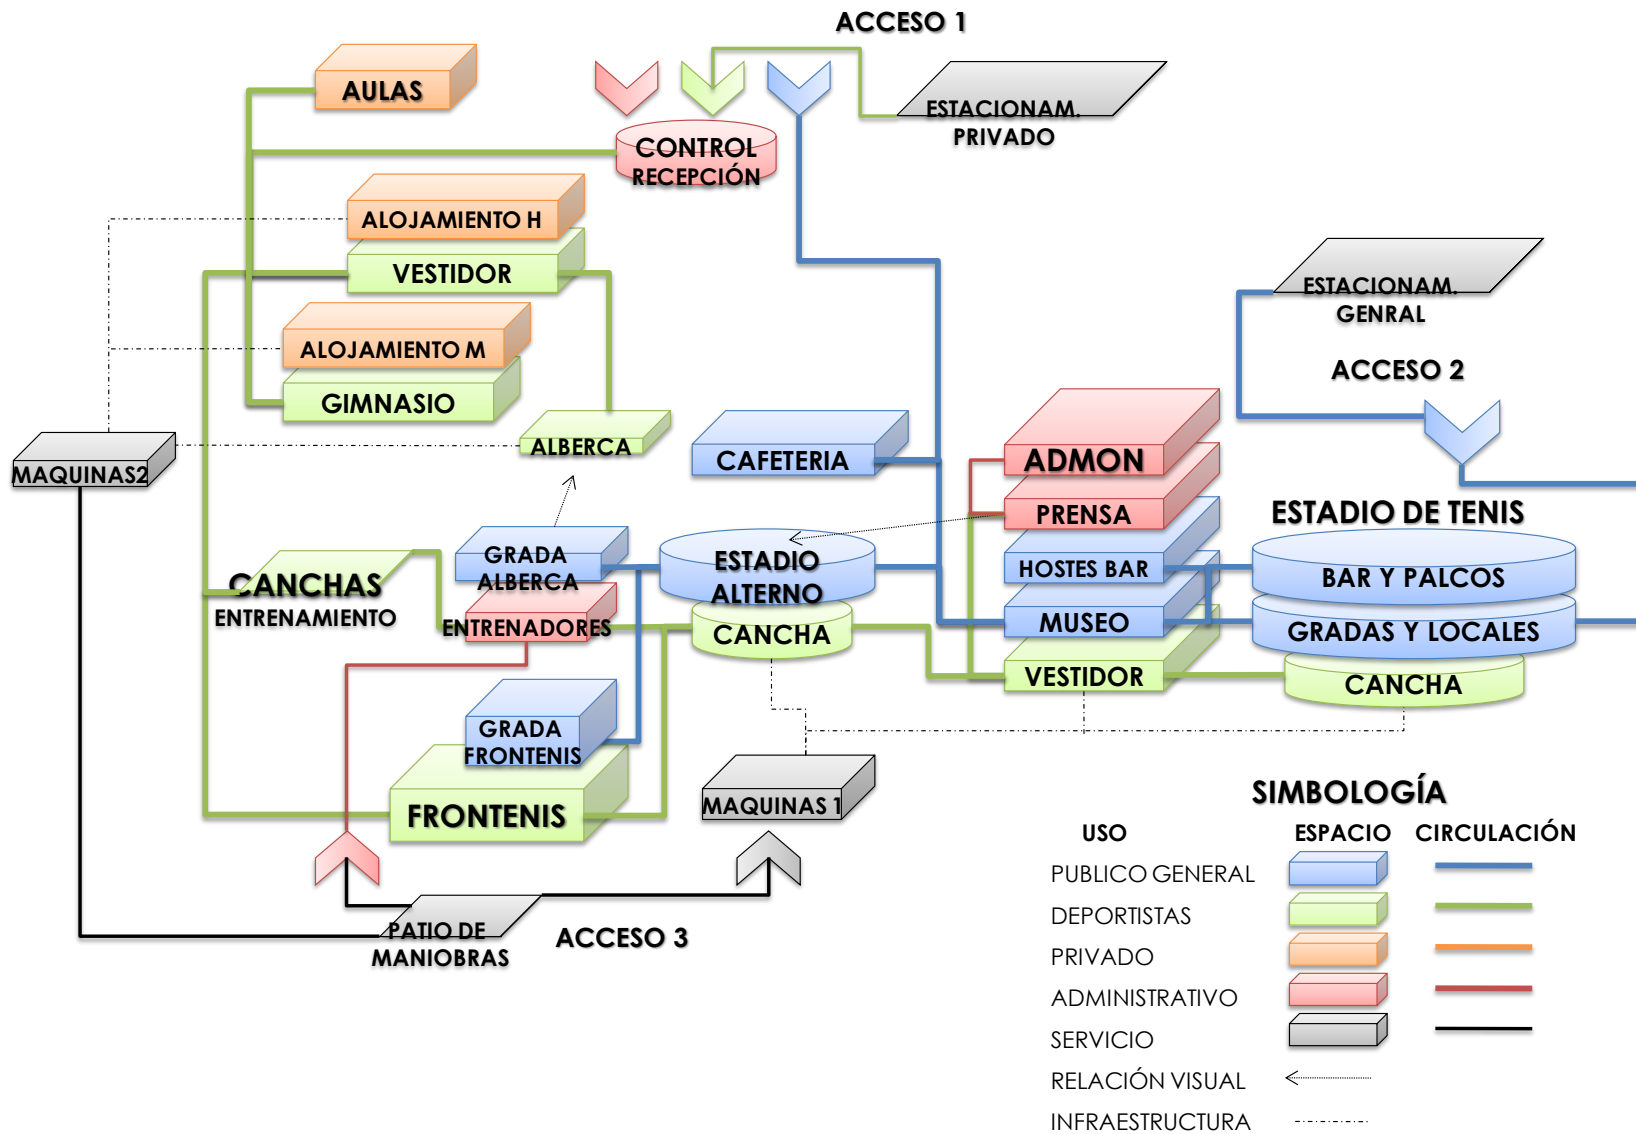 ACCESO 1
AULAS
ESTACIONAM.
PRIVADO
CONTROL
RECEPCIÓN
ALOJAMIENTO H
VESTIDOR
ESTACIONAM.
GENRAL
ALOJAMIENTO M
ACCESO 2
GIMNASIO
ALBERCA
CAFETERIA
ADMON
MAQUINAS2
PRENSA
ESTADIO DE TENIS
GRADA
ALBERCA
ESTADIO
ALTERNO
HOSTES BAR
BAR Y PALCOS
CANCHAS
ENTRENAMIENTO
ENTRENADORES
CANCHA
MUSEO
GRADAS Y LOCALES
VESTIDOR
CANCHA
GRADA
FRONTENIS
FRONTENIS
MAQUINAS 1
PATIO DE
MANIOBRAS
ACCESO 3
SIMBOLOGÍA
USO ESPACIO CIRCULACIÓN
PUBLICO GENERAL
DEPORTISTAS
PRIVADO
ADMINISTRATIVO
SERVICIO
RELACIÓN VISUAL
INFRAESTRUCTURA